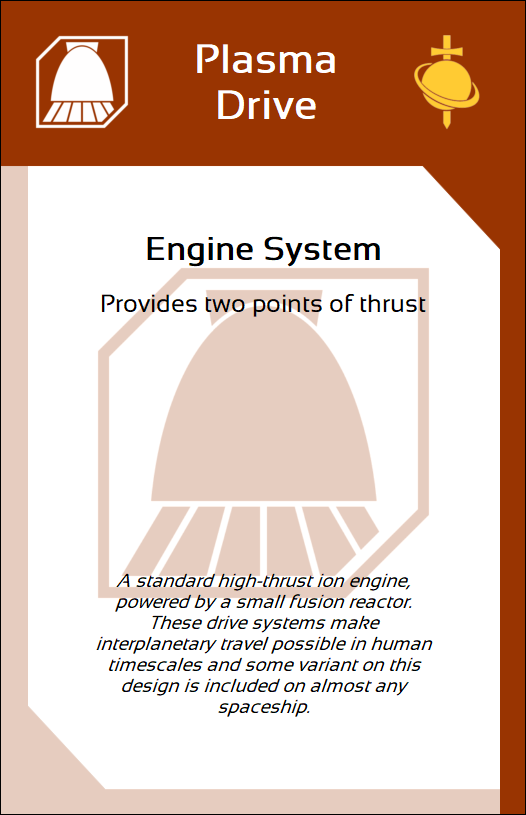 Plasma
Drive
Engine System
Provides two points of thrust
A standard high-thrust ion engine,
powered by a small fusion reactor.
These drive systems make
interplanetary travel possible in human
timescales and some variant on this
design is included on almost any
spaceship.